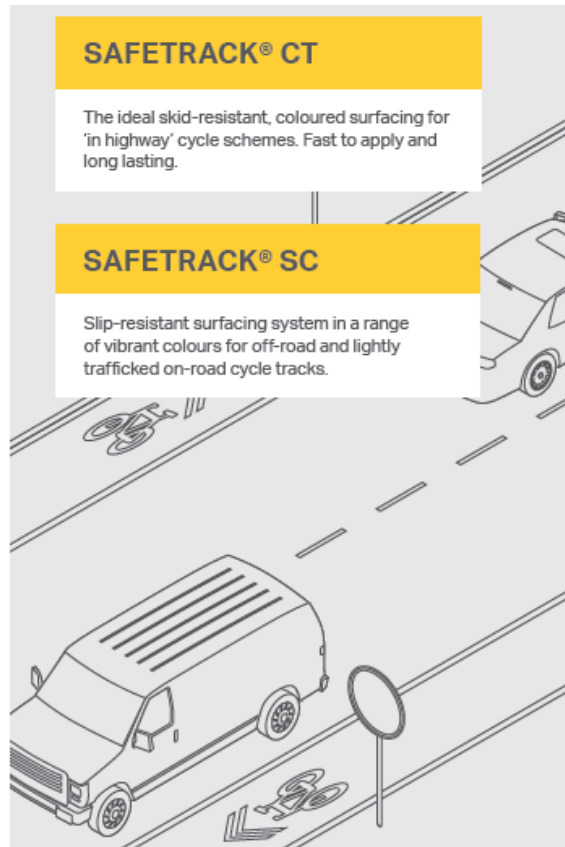 SAFETRACK® CT
The ideal skid-resistant, coloured surfacing for
'in highway' cycle schemes. Fast to apply and
long lasting.
SAFETRACK® SC
Slip-resistant surfacing system in a range
of vibrant colours for off-road and lightly
trafficked on-road cycle tracks.